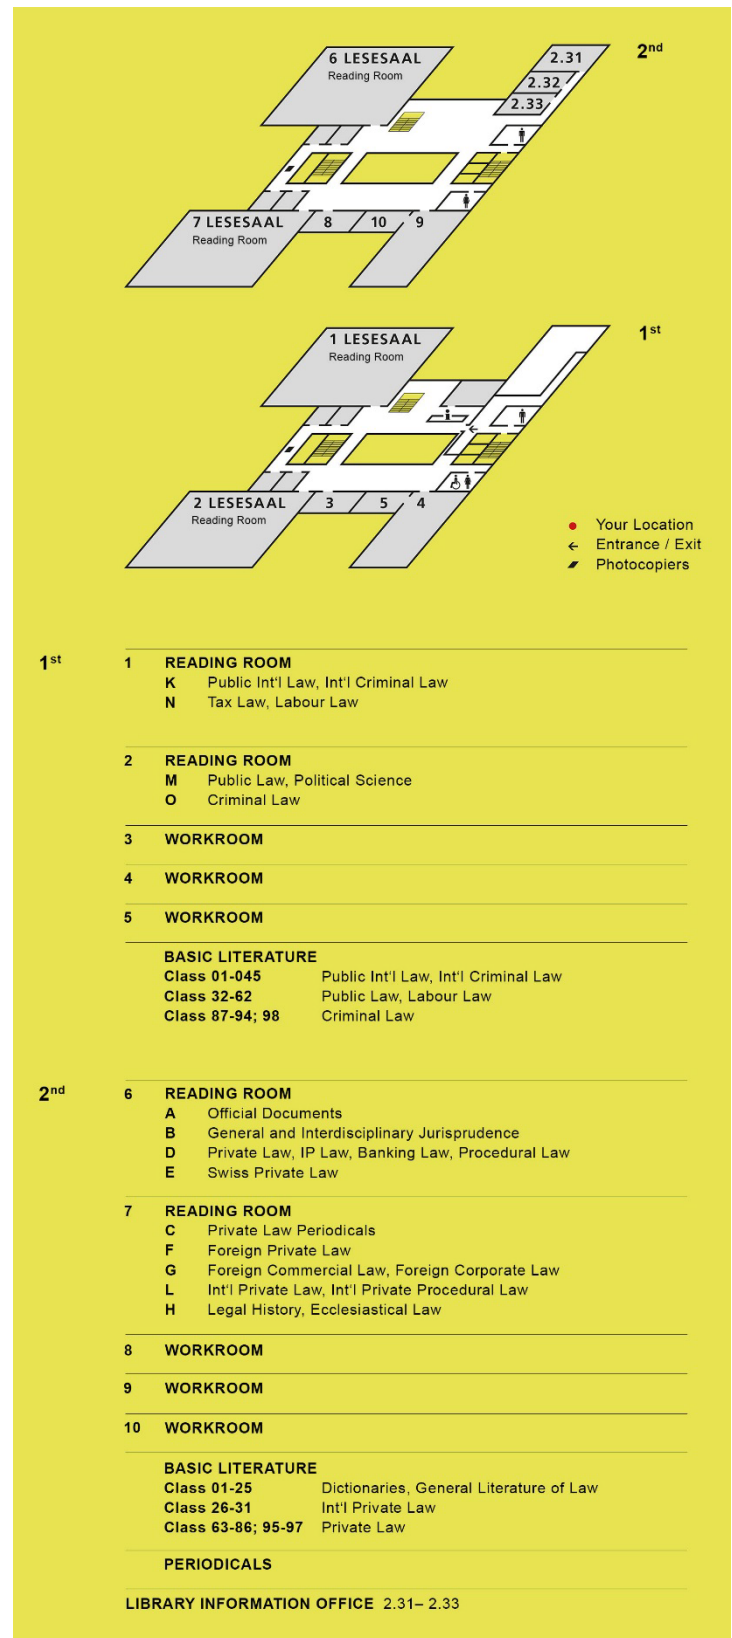 2nd
6 LESESAAL
Reading Room
2.31
2.32
2.33
7 LESESAAL
Reading Room
8
10
9
1st
1 LESESAAL
Reading Room
i
2 LESESAAL
Reading Room
3
5
4
Your Location
Entrance / Exit
Photocopiers
1st
1 READING ROOM
K Public Int'l Law, Int'l Criminal Law
N Tax Law, Labour Law
2 READING ROOM
M Public Law, Political Science
O Criminal Law
3 WORKROOM
4 WORKROOM
5 WORKROOM
BASIC LITERATURE
Class 01-045 Public Int'l Law, Int'l Criminal Law
Class 32-62 Public Law, Labour Law
Class 87-94; 98 Criminal Law
2nd
6 READING ROOM
A Official Documents
B General and Interdisciplinary Jurisprudence
D Private Law, IP Law, Banking Law, Procedural Law
E Swiss Private Law
7 READING ROOM
C Private Law Periodicals
F Foreign Private Law
G Foreign Commercial Law, Foreign Corporate Law
L Int'l Private Law, Int'l Private Procedural Law
H Legal History, Ecclesiastical Law
8 WORKROOM
9 WORKROOM
10 WORKROOM
BASIC LITERATURE
Class 01-25 Dictionaries, General Literature of Law
Class 26-31 Int'l Private Law
Class 63-86; 95-97 Private Law
PERIODICALS
LIBRARY INFORMATION OFFICE 2.31– 2.33